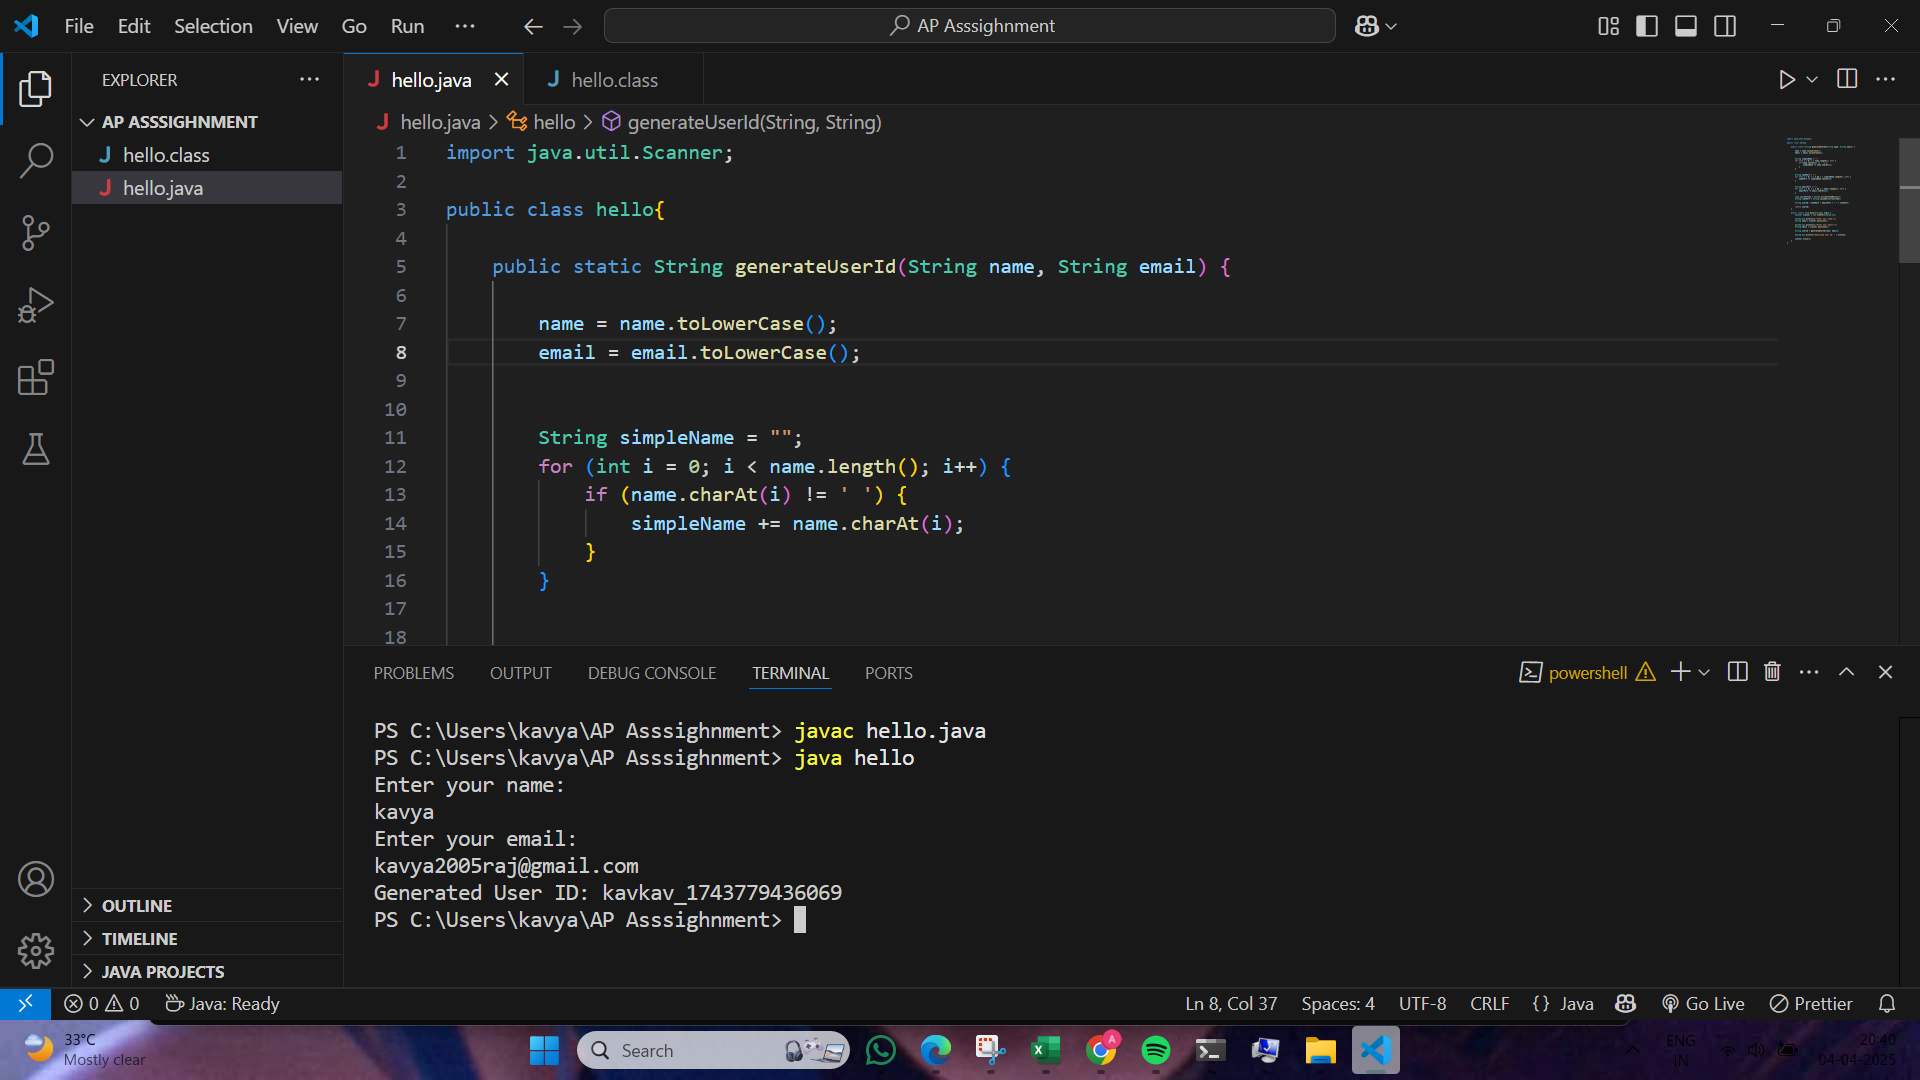 File Edit Selection View Go Run ··· AP Asssighnment
EXPLORER
AP ASSSIGHNMENT
hello.class
hello.java
hello.java hello.class
hello.java > hello > generateUserId(String, String)
1 import java.util.Scanner;
2
3 public class hello{
4
5 public static String generateUserId(String name, String email) {
6
7 name = name.toLowerCase();
8 email = email.toLowerCase();
9
10
11 String simpleName = "";
12 for (int i = 0; i < name.length(); i++) {
13 if (name.charAt(i) != ' ') {
14 simpleName += name.charAt(i);
15 }
16 }
17
18
PROBLEMS OUTPUT DEBUG CONSOLE TERMINAL PORTS powershell
PS C:\Users\kavya\AP Asssighnment> javac hello.java
PS C:\Users\kavya\AP Asssighnment> java hello
Enter your name:
kavya
Enter your email:
kavya2005raj@gmail.com
Generated User ID: kavkav_1743779436069
PS C:\Users\kavya\AP Asssighnment>
OUTLINE
TIMELINE
JAVA PROJECTS
0 0 Java: Ready Ln 8, Col 37 Spaces: 4 UTF-8 CRLF {} Java Go Live Prettier
33°C
Mostly clear
Search
A
ENG
IN
20:40
04-04-2025